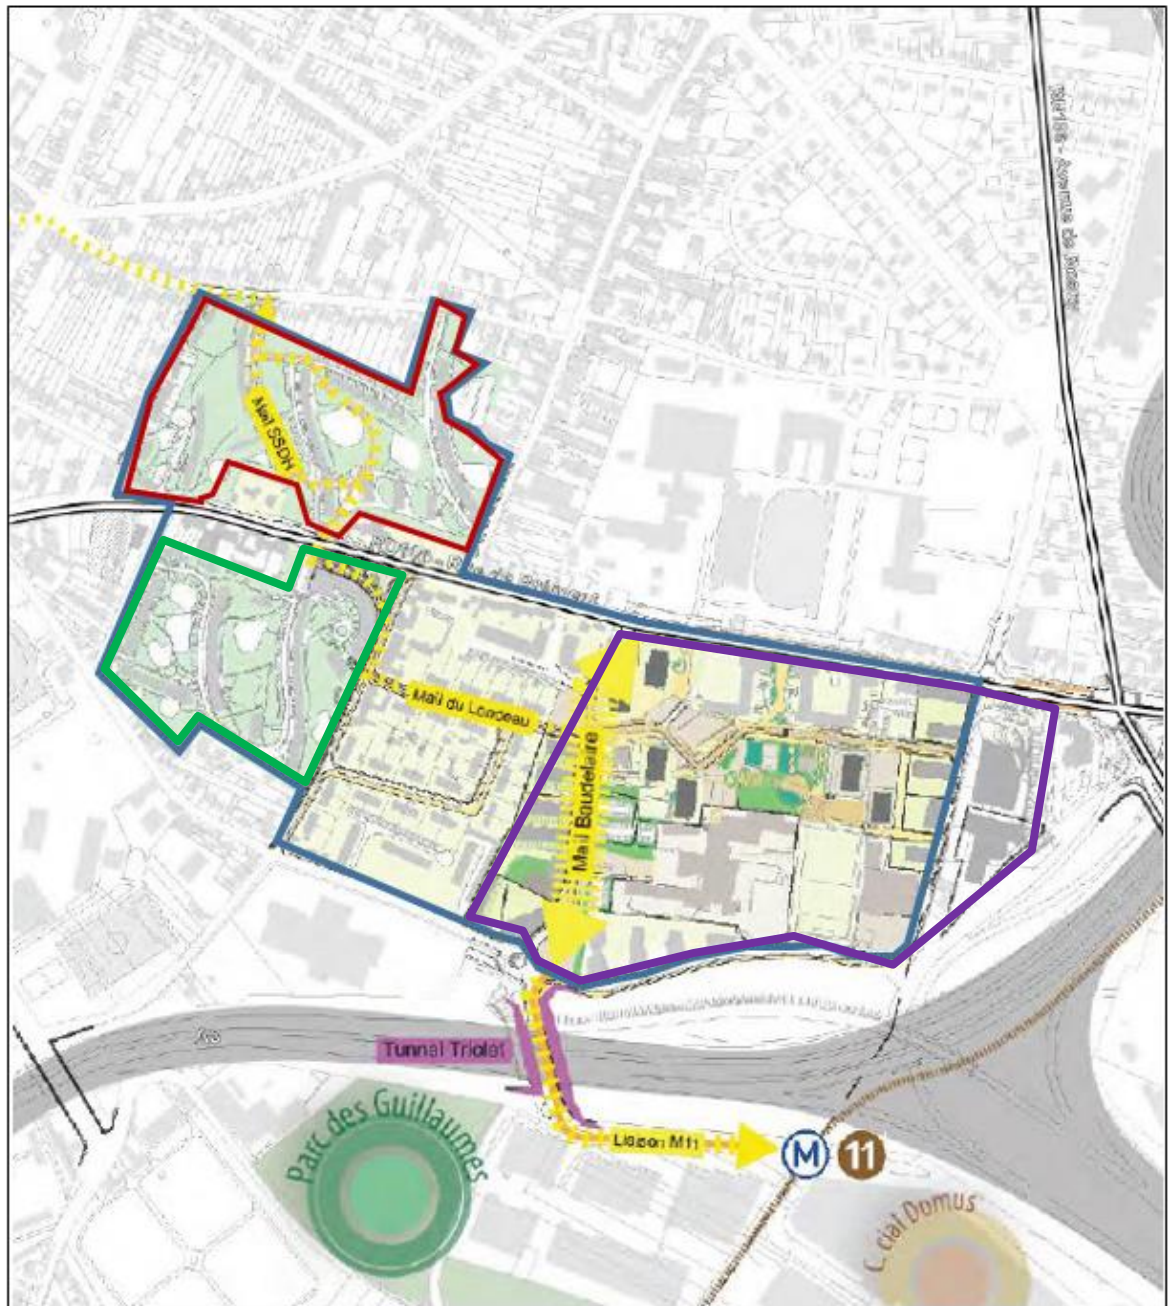 Mail SSDH
Mail du Londeau
Mail Baudelaire
Tunnel Triolet
Parc des Guillaumes
Liaison M11
M
11
C. cial Domus